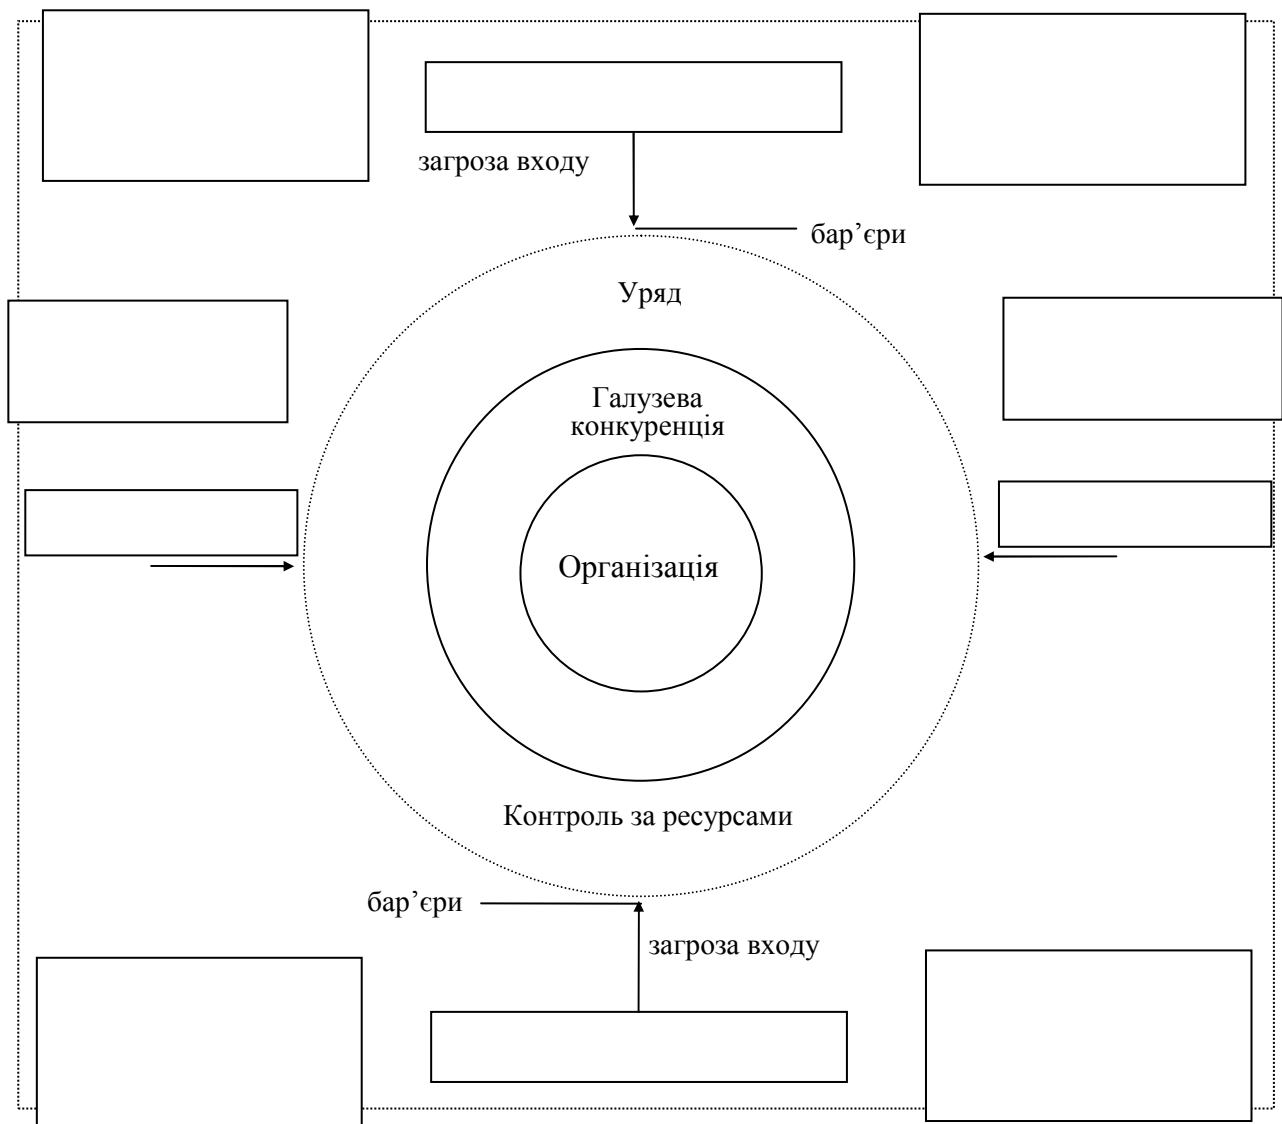 загроза входу
бар’єри
Уряд
Галузева
конкуренція
Організація
Контроль за ресурсами
бар’єри
загроза входу